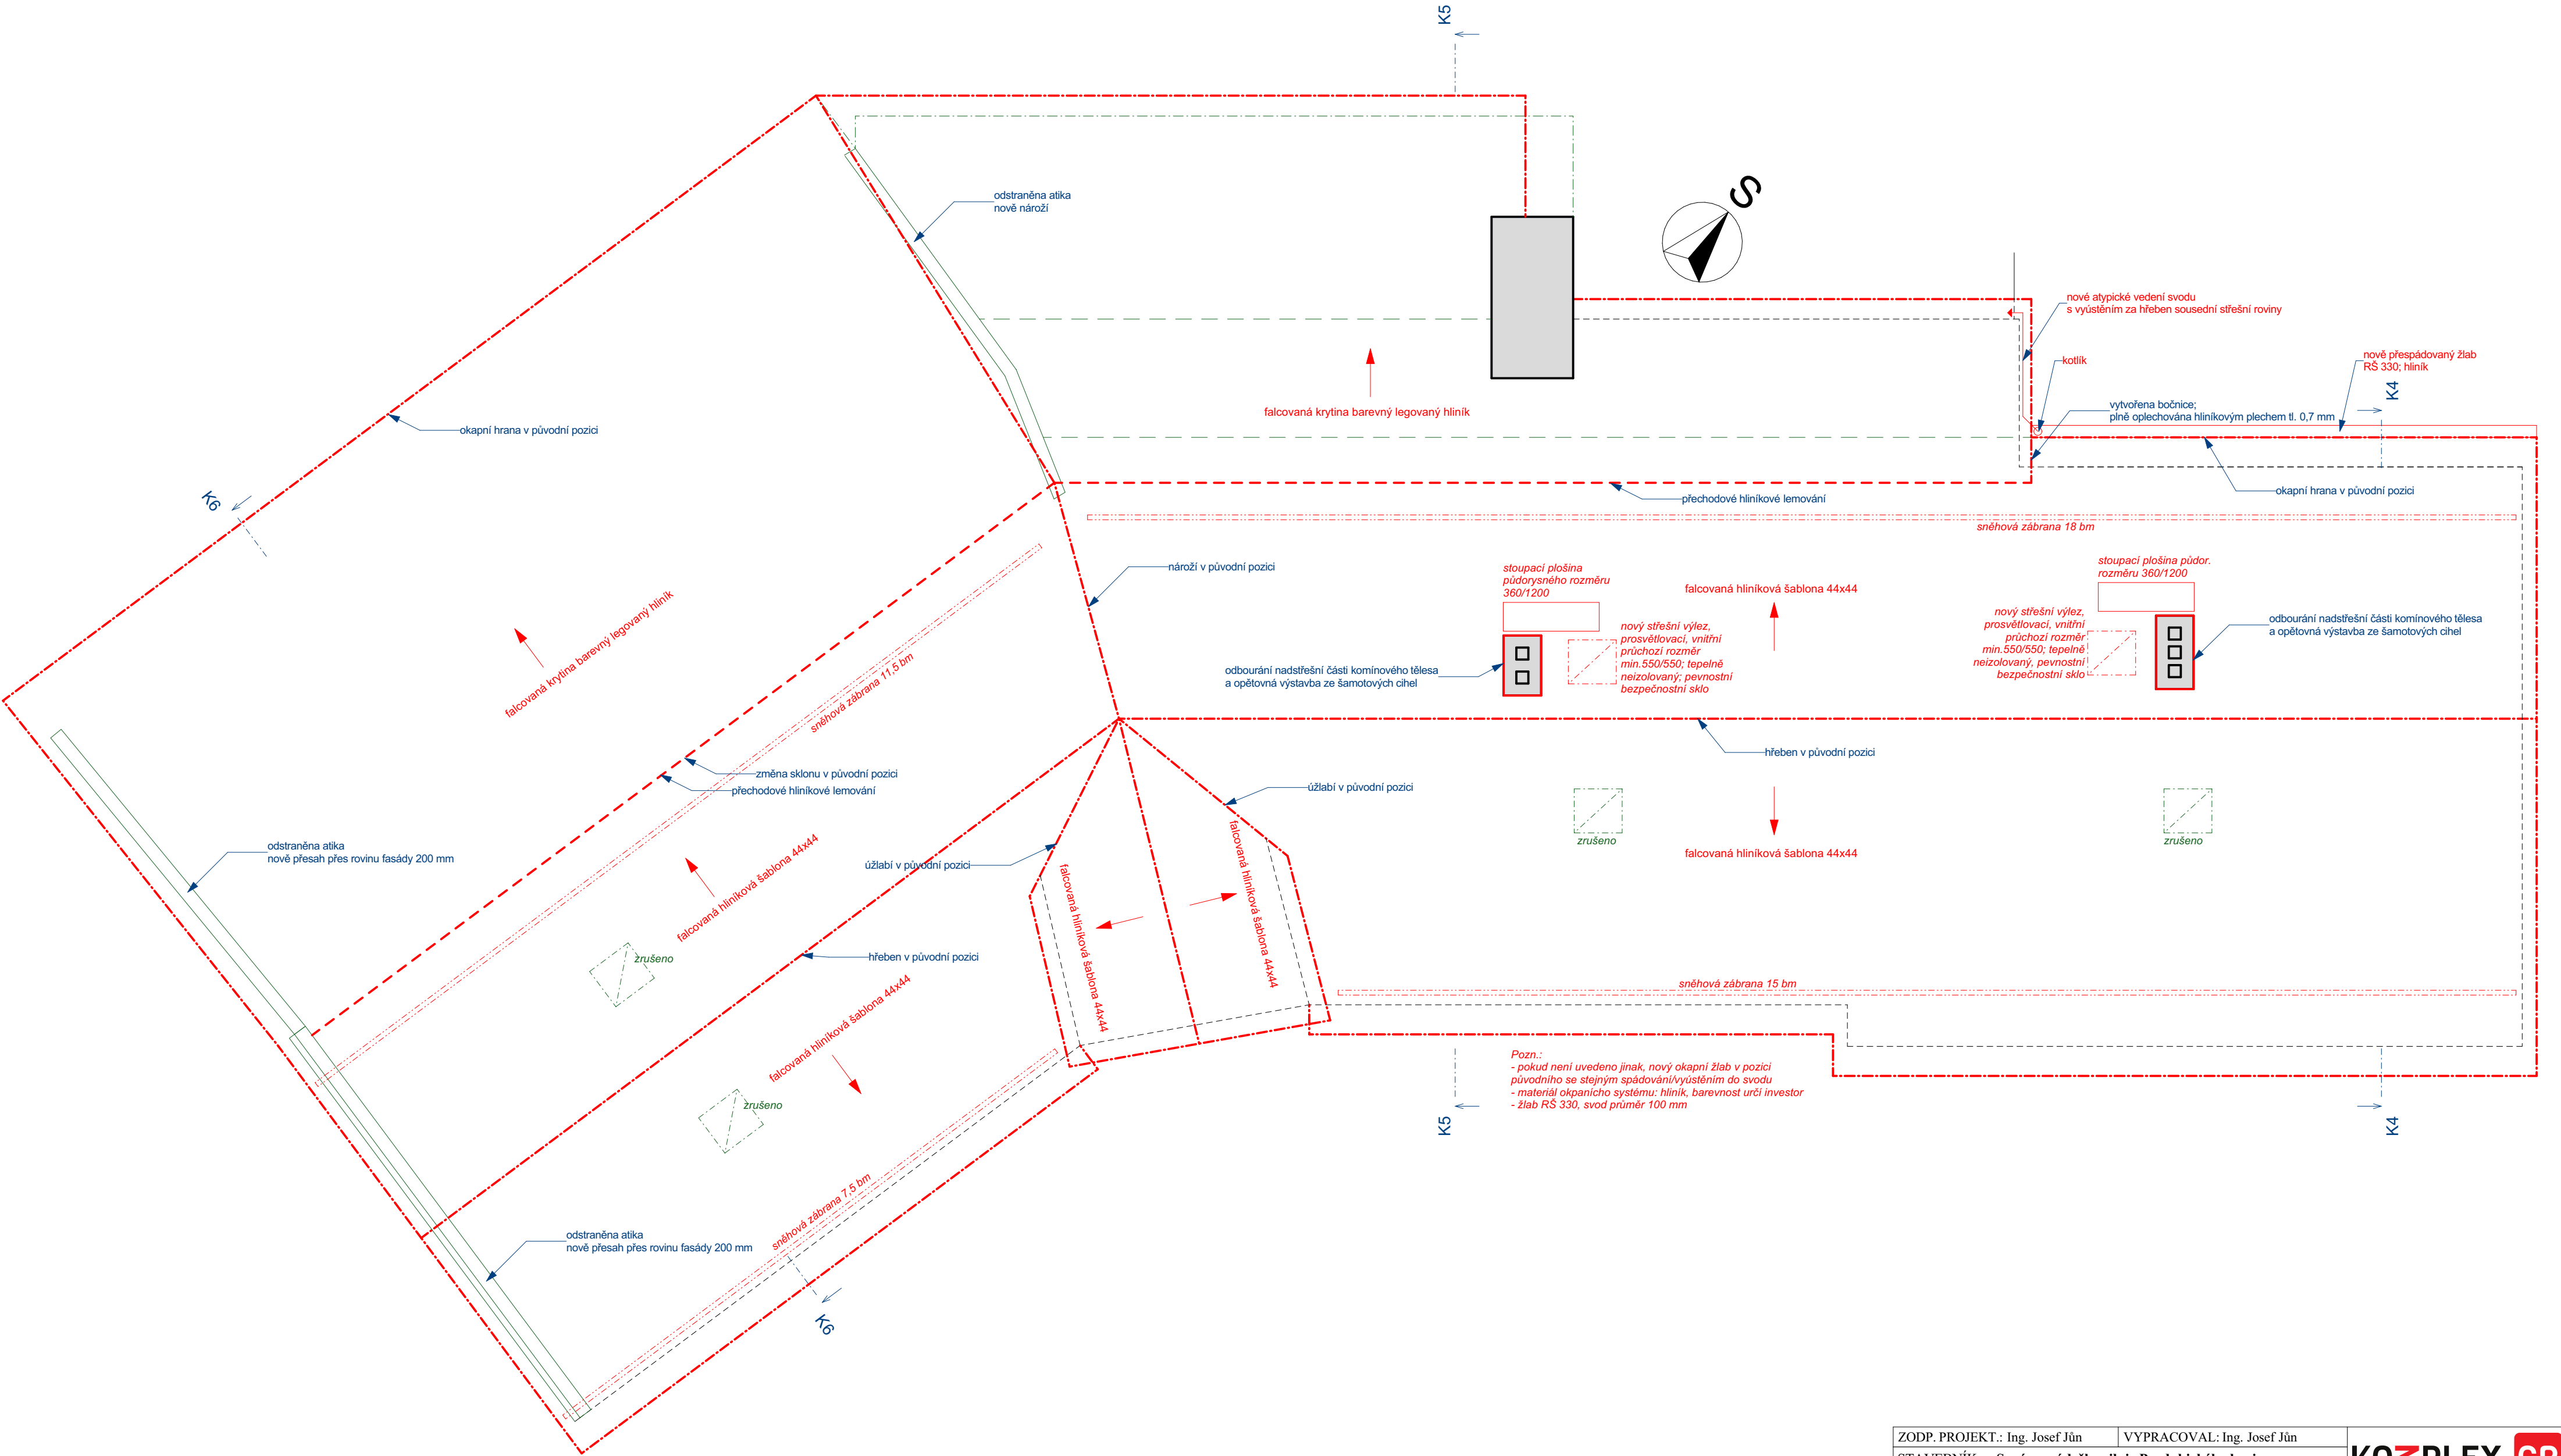 K5
S
odstraněna atika
nově nároží
nové atypické vedení svodu
s vyústěním za hřeben sousední střešní roviny
kotlík
nově přespádovaný žlab
RŠ 330; hliník
K4
vytvořena bočnice;
plně oplechována hliníkovým plechem tl. 0,7 mm
falcovaná krytina barevný legovaný hliník
okapní hrana v původní pozici
přechodové hliníkové lemování
okapní hrana v původní pozici
K6
sněhová zábrana 18 bm
nároží v původní pozici
stoupací plošina
půdorysného rozměru
360/1200
falcovaná hliníková šablona 44x44
stoupací plošina půdor.
rozměru 360/1200
nový střešní výlez,
prosvětlovací, vnitřní
průchozí rozměr
min.550/550; tepelně
neizolovaný; pevnostní
bezpečnostní sklo
nový střešní výlez,
prosvětlovací, vnitřní
průchozí rozměr
min.550/550; tepelně
neizolovaný, pevnostní
bezpečnostní sklo
odbourání nadstřešní části komínového tělesa
a opětovná výstavba ze šamotových cihel
odbourání nadstřešní části komínového tělesa
a opětovná výstavba ze šamotových cihel
falcovaná krytina barevný legovaný hliník
sněhová zábrana 11,5 bm
hřeben v původní pozici
změna sklonu v původní pozici
přechodové hliníkové lemování
úžlabí v původní pozici
zrušeno
zrušeno
falcovaná hliníková šablona 44x44
odstraněna atika
nově přesah přes rovinu fasády 200 mm
úžlabí v původní pozici
falcovaná hliníková šablona 44x44
falcovaná hliníková šablona 44x44
falcovaná hliníková šablona 44x44
zrušeno
hřeben v původní pozici
falcovaná hliníková šablona 44x44
sněhová zábrana 15 bm
zrušeno
Pozn.:
- pokud není uvedeno jinak, nový okapní žlab v pozici
původního se stejným spádování/vyústěním do svodu
- materiál okpaního systému: hliník, barevnost určí investor
- žlab RŠ 330, svod průměr 100 mm
K5
K4
sněhová zábrana 7,5 bm
odstraněna atika
nově přesah přes rovinu fasády 200 mm
K6
ZODP. PROJEKT.: Ing. Josef Jůn
VYPRACOVAL: Ing. Josef Jůn